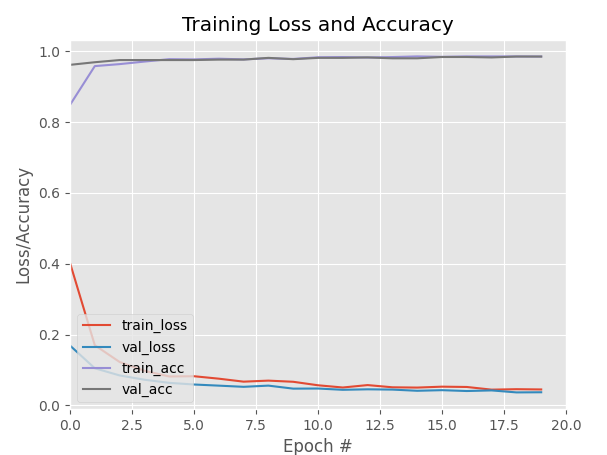 Training Loss and Accuracy
Loss/Accuracy
1.0
0.8
0.6
0.4
0.2
0.0
train_loss
val_loss
train_acc
val_acc
0.0 2.5 5.0 7.5 10.0 12.5 15.0 17.5 20.0
Epoch #